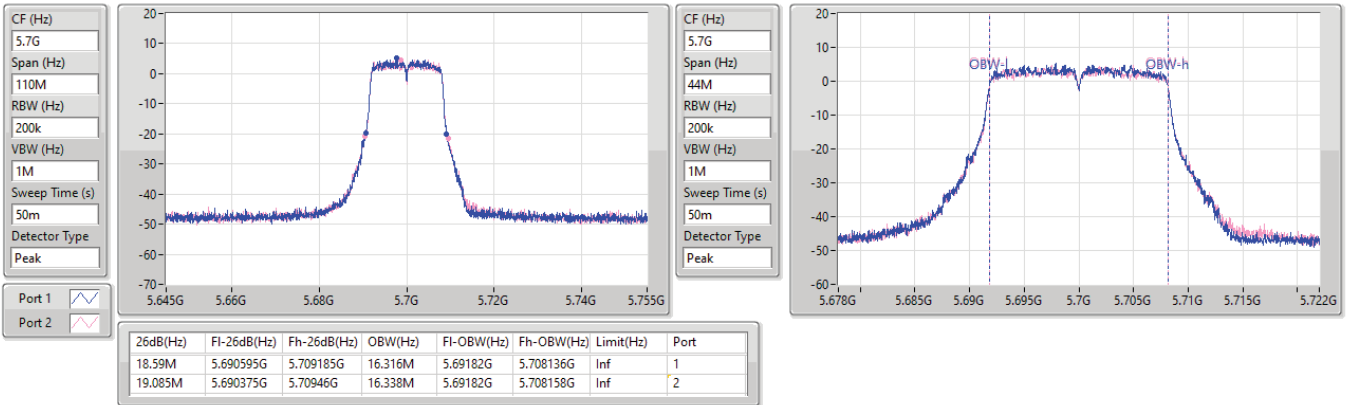 CF (Hz)
5.7G
Span (Hz)
110M
RBW (Hz)
200k
VBW (Hz)
1M
Sweep Time (s)
50m
Detector Type
Peak
Port 1
Port 2
20
10
0
-10
-20
-30
-40
-50
-60
-70
5.645G 5.66G 5.68G 5.7G 5.72G 5.74G 5.755G
CF (Hz)
5.7G
Span (Hz)
44M
RBW (Hz)
200k
VBW (Hz)
1M
Sweep Time (s)
50m
Detector Type
Peak
20
10
0
-10
-20
-30
-40
-50
-60
OBW-l OBW-h
5.678G 5.685G 5.69G 5.695G 5.7G 5.705G 5.71G 5.715G 5.722G
26dB(Hz) Fl-26dB(Hz) Fh-26dB(Hz) OBW(Hz) Fl-OBW(Hz) Fh-OBW(Hz) Limit(Hz) Port
18.59M 5.690595G 5.709185G 16.316M 5.69182G 5.708136G Inf 1
19.085M 5.690375G 5.70946G 16.338M 5.69182G 5.708158G Inf 2